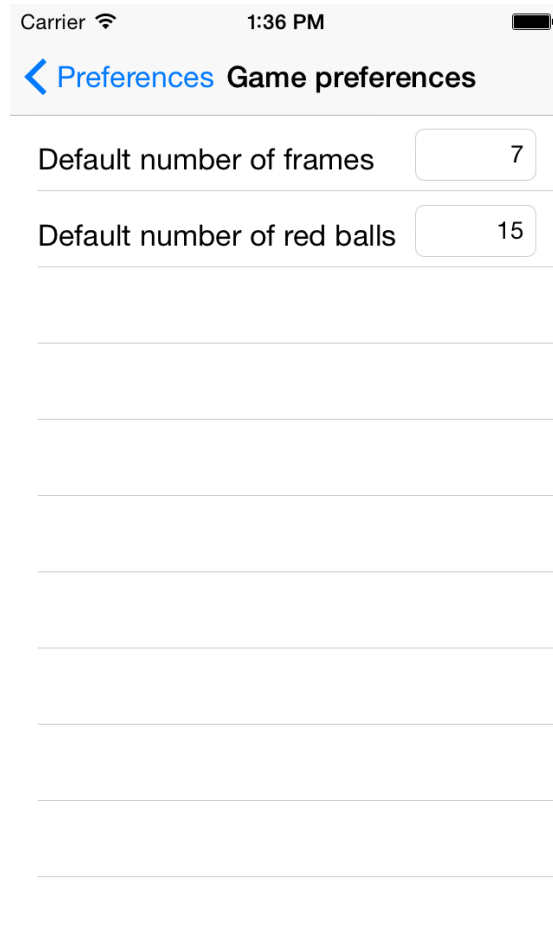 Carrier 1:36 PM
Preferences Game preferences
Default number of frames 7
Default number of red balls 15